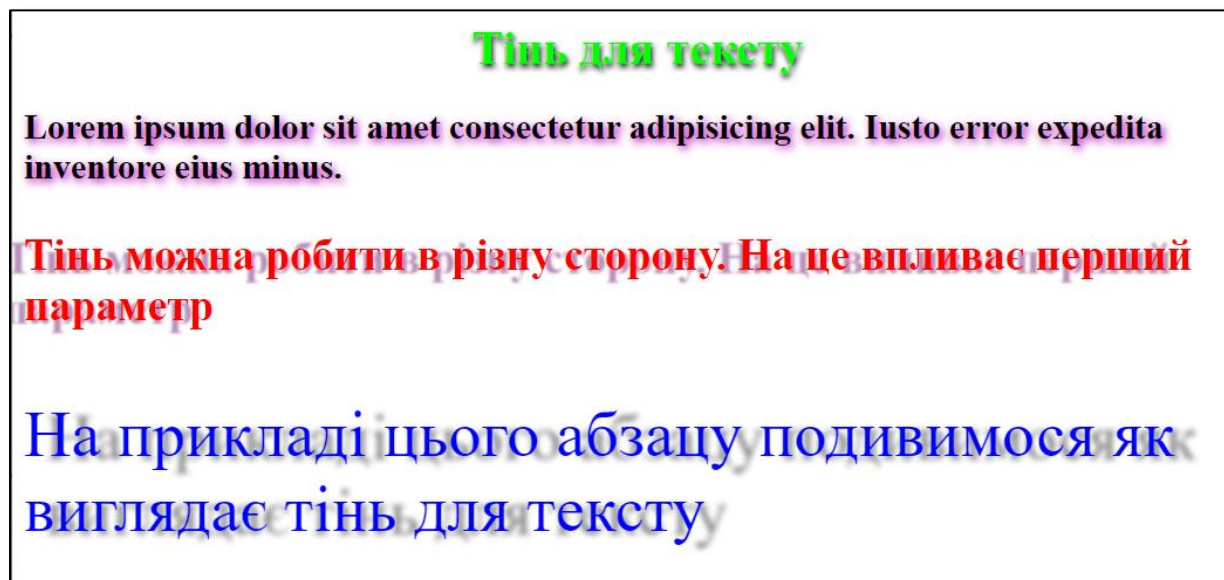 Тінь для тексту
Lorem ipsum dolor sit amet consectetur adipisicing elit. Iusto error expedita
inventore eius minus.
Тінь можна робити в різну сторону. На це впливає перший
параметр
На прикладі цього абзацу подивимося як
виглядає тінь для тексту